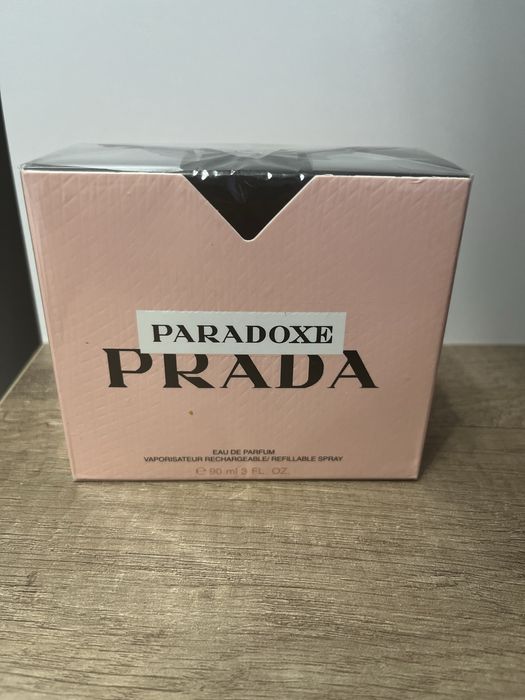 PARADOXE
PRADA
EAU DE PARFUM
VAPORISATEUR RECHARGEABLE/ REFILLABLE SPRAY
℮ 90 ml 3 FL. OZ.